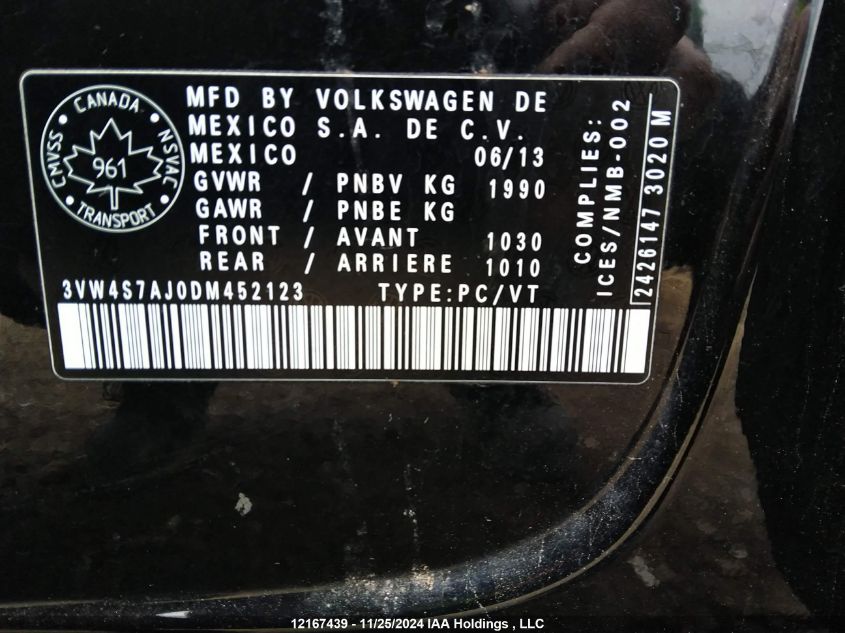 CANADA
CMVSS
NSVAC
961
TRANSPORT
MFD BY VOLKSWAGEN DE
MEXICO S.A. DE C.V.
MEXICO 06/13
GVWR / PNBV KG 1990
GAWR / PNBE KG
FRONT / AVANT 1030
REAR / ARRIERE 1010
3VW4S7AJ0DM452123 TYPE:PC/VT
COMPLIES:
ICES/NMB-002
2426147 3020 M
12167439 - 11/25/2024 IAA Holdings , LLC